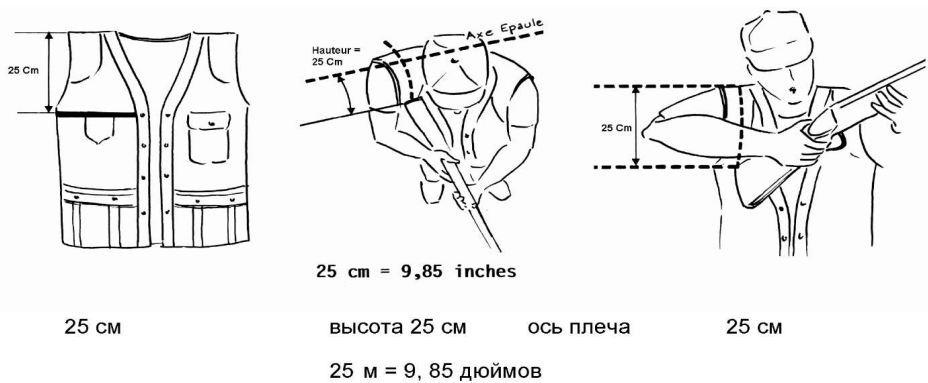 25 Cm
Hauteur =
25 Cm
Axe Epaule
25 Cm
25 cm = 9,85 inches
25 см
высота 25 см
ось плеча
25 см
25 м = 9, 85 дюймов